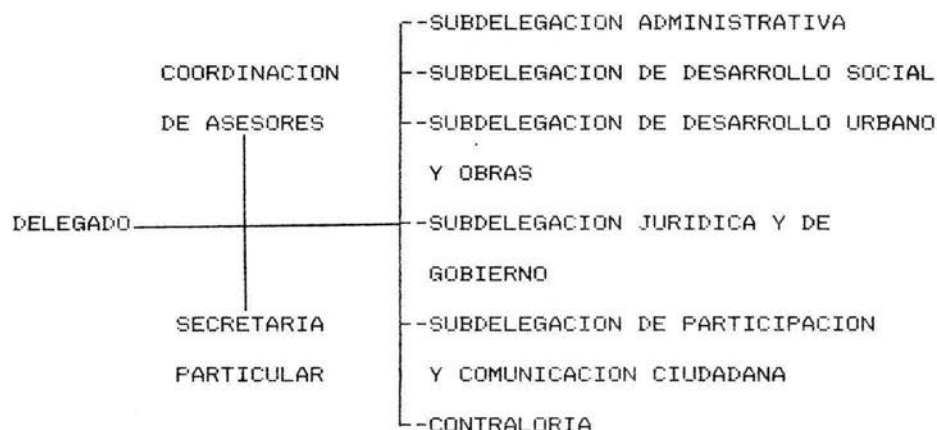 SUBDELEGACION ADMINISTRATIVA
COORDINACION
DE ASESORES
SUBDELEGACION DE DESARROLLO SOCIAL
SUBDELEGACION DE DESARROLLO URBANO
Y OBRAS
DELEGADO
SUBDELEGACION JURIDICA Y DE
GOBIERNO
SECRETARIA
PARTICULAR
SUBDELEGACION DE PARTICIPACION
Y COMUNICACION CIUDADANA
CONTRALORIA